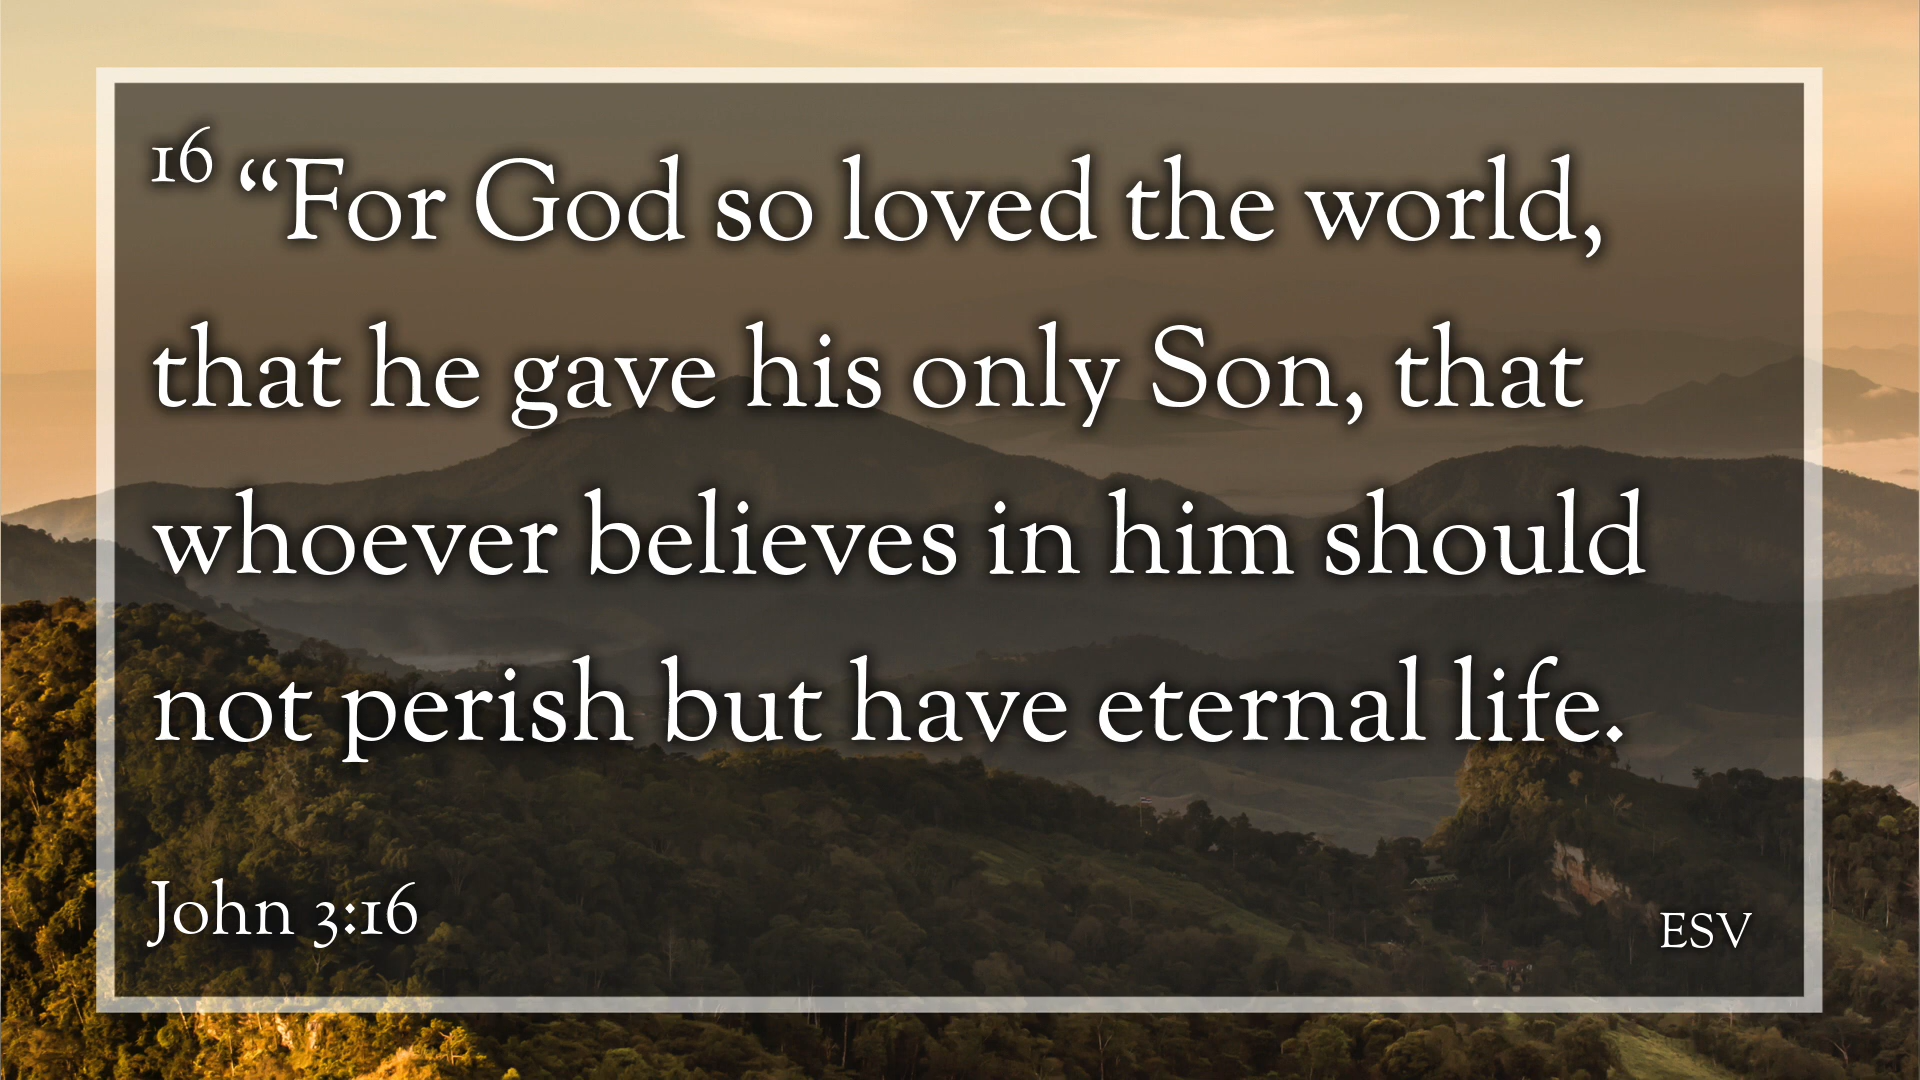 16 “For God so loved the world,
that he gave his only Son, that
whoever believes in him should
not perish but have eternal life.
John 3:16
ESV